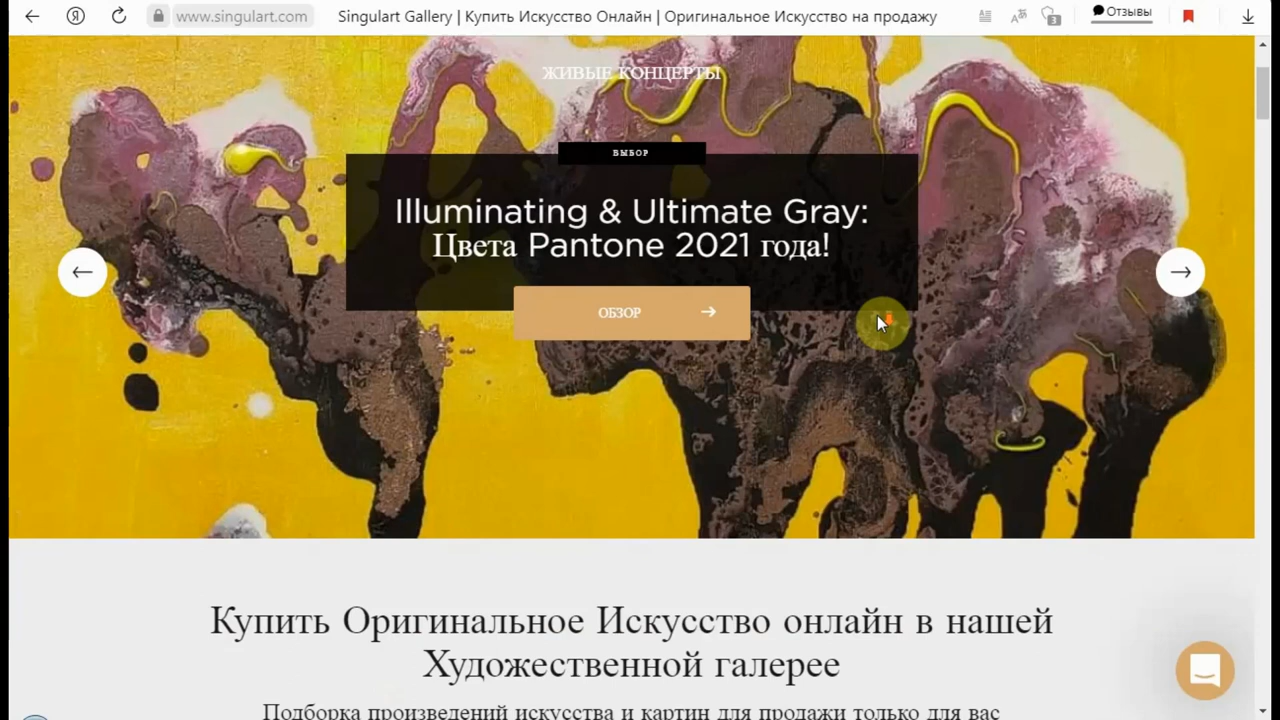 www.singulart.com
Singulart Gallery | Купить Искусство Онлайн | Оригинальное Искусство на продажу
3
Отзывы
ЖИВЫЕ КОНЦЕРТЫ
ВЫБОР
Illuminating & Ultimate Gray:
Цвета Pantone 2021 года!
ОБЗОР
Купить Оригинальное Искусство онлайн в нашей
Художественной галерее
Подборка произведений искусства и картин для продажи только для вас